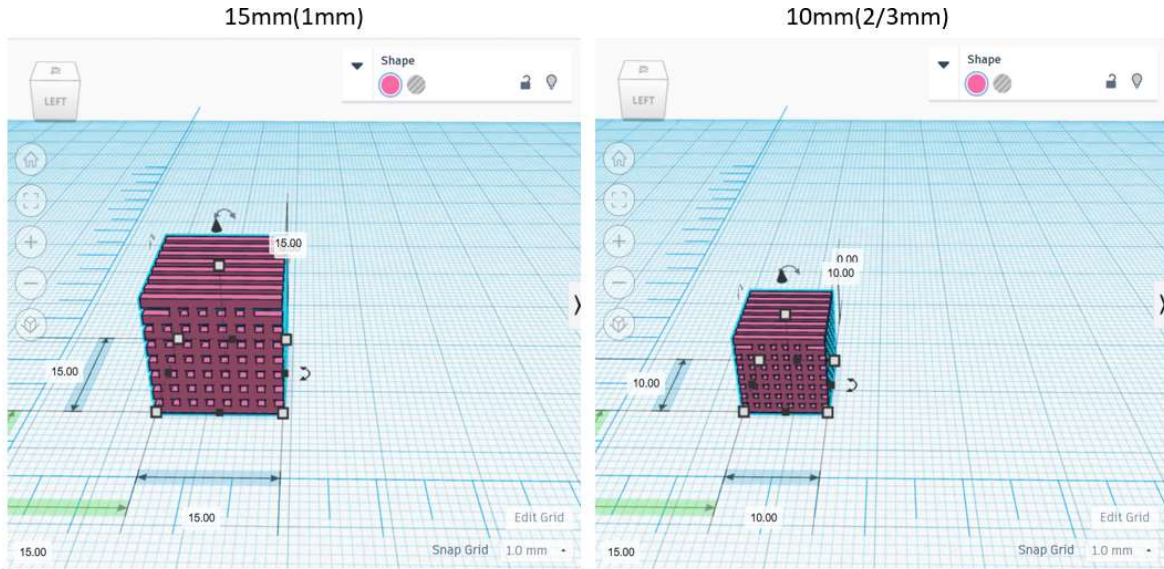 15mm(1mm)
Shape
LEFT
15.00
15.00
15.00
Edit Grid
Snap Grid 1.0 mm
15.00
10mm(2/3mm)
Shape
LEFT
0.00
10.00
10.00
10.00
Edit Grid
Snap Grid 1.0 mm
15.00